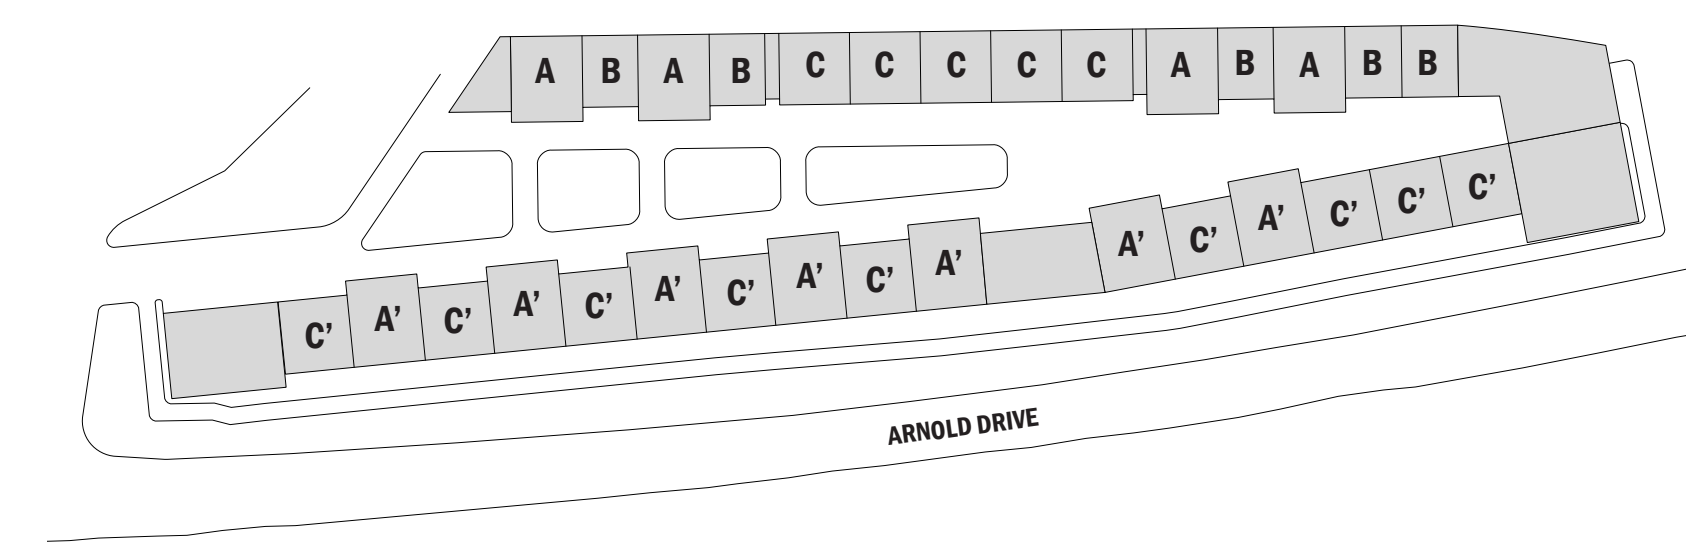 A B A B C C C C C A B A B B
C’ A’ C’ A’ C’ A’ C’ A’ C’ A’ A’ C’ A’ C’ C’ C’
ARNOLD DRIVE